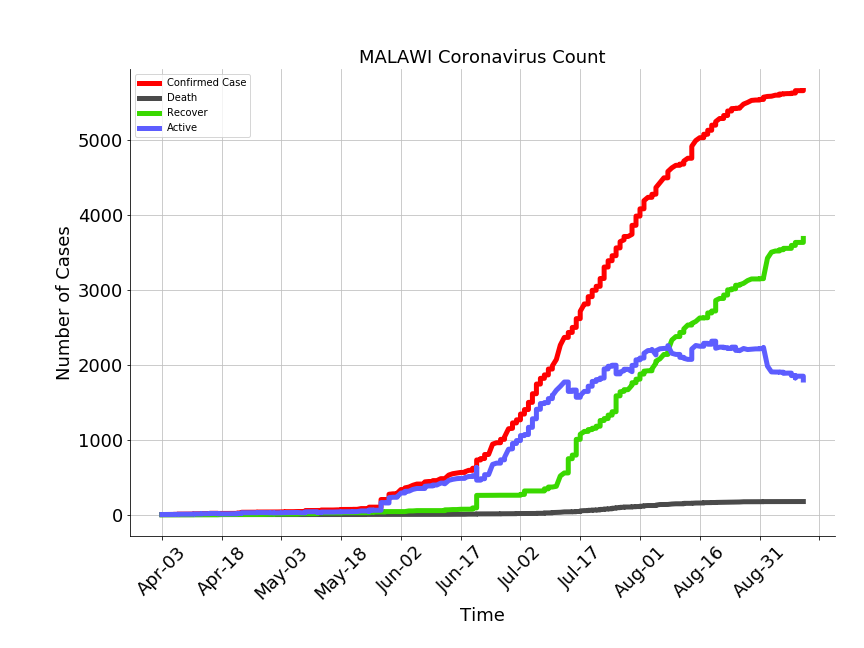 MALAWI Coronavirus Count
Confirmed Case
Death
Recover
Active
Number of Cases
5000
4000
3000
2000
1000
0
Apr-03
Apr-18
May-03
May-18
Jun-02
Jun-17
Jul-02
Jul-17
Aug-01
Aug-16
Aug-31
Time